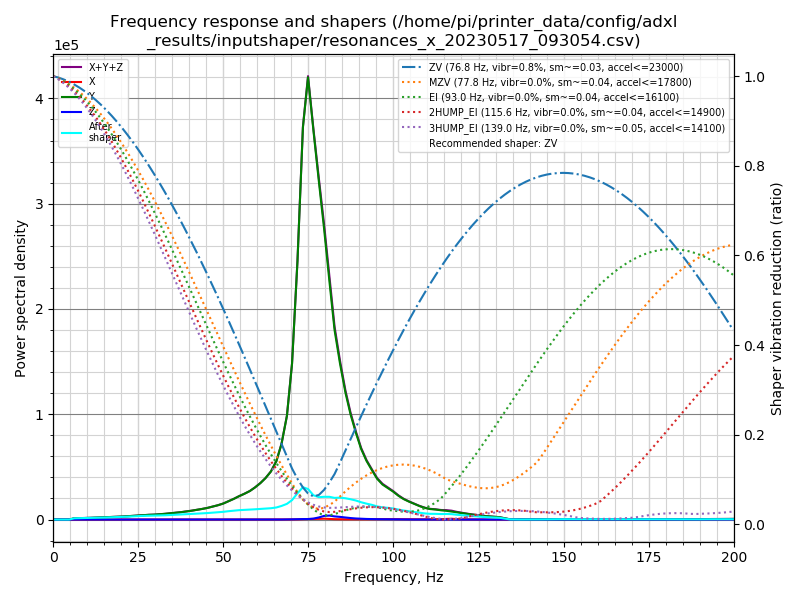 Frequency response and shapers (/home/pi/printer_data/config/adxl
_results/inputshaper/resonances_x_20230517_093054.csv)
1e5
X+Y+Z
X
Y
Z
After
shaper
ZV (76.8 Hz, vibr=0.8%, sm~=0.03, accel<=23000)
MZV (77.8 Hz, vibr=0.0%, sm~=0.04, accel<=17800)
EI (93.0 Hz, vibr=0.0%, sm~=0.04, accel<=16100)
2HUMP_EI (115.6 Hz, vibr=0.0%, sm~=0.04, accel<=14900)
3HUMP_EI (139.0 Hz, vibr=0.0%, sm~=0.05, accel<=14100)
Recommended shaper: ZV
Power spectral density
4
3
2
1
0
1.0
0.8
0.6
0.4
0.2
0.0
Shaper vibration reduction (ratio)
0 25 50 75 100 125 150 175 200
Frequency, Hz